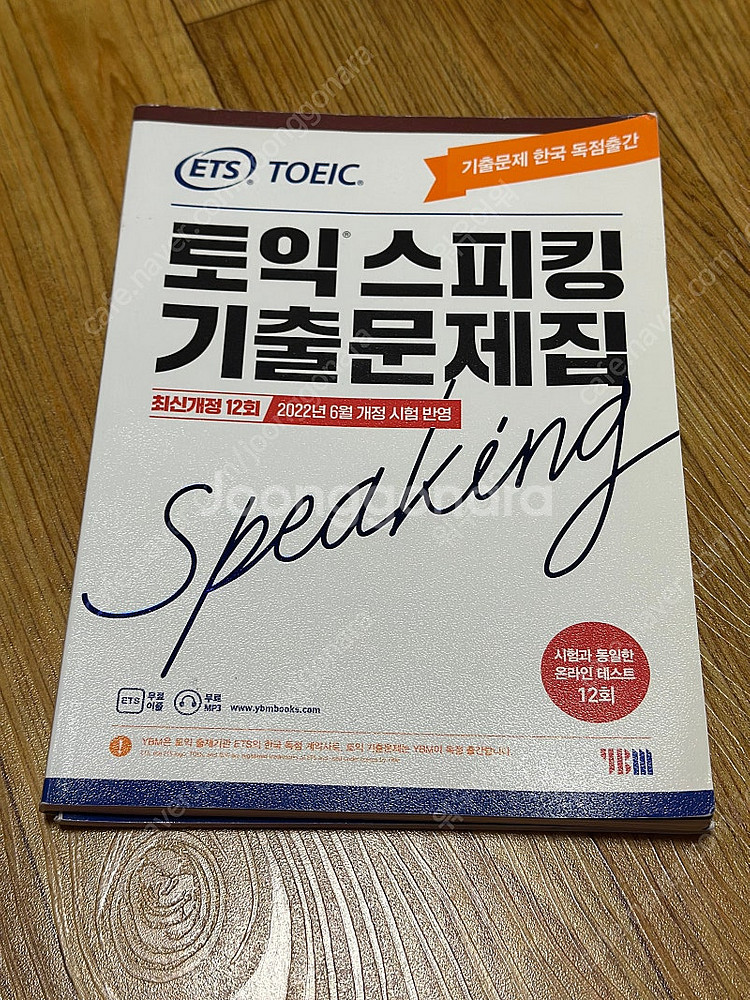 ETS® TOEIC®
기출문제 한국 독점출간
토익® 스피킹
기출문제집
최신개정 12회 / 2022년 6월 개정 시험 반영
Speaking
Joonggonara
시험과 동일한
온라인 테스트
12회
ETS 무료 어플
무료 MP3
www.ybmbooks.com
YBM은 토익 출제기관 ETS의 한국 독점 계약사로, 토익 기출문제는 YBM이 독점 출간합니다.
YBM